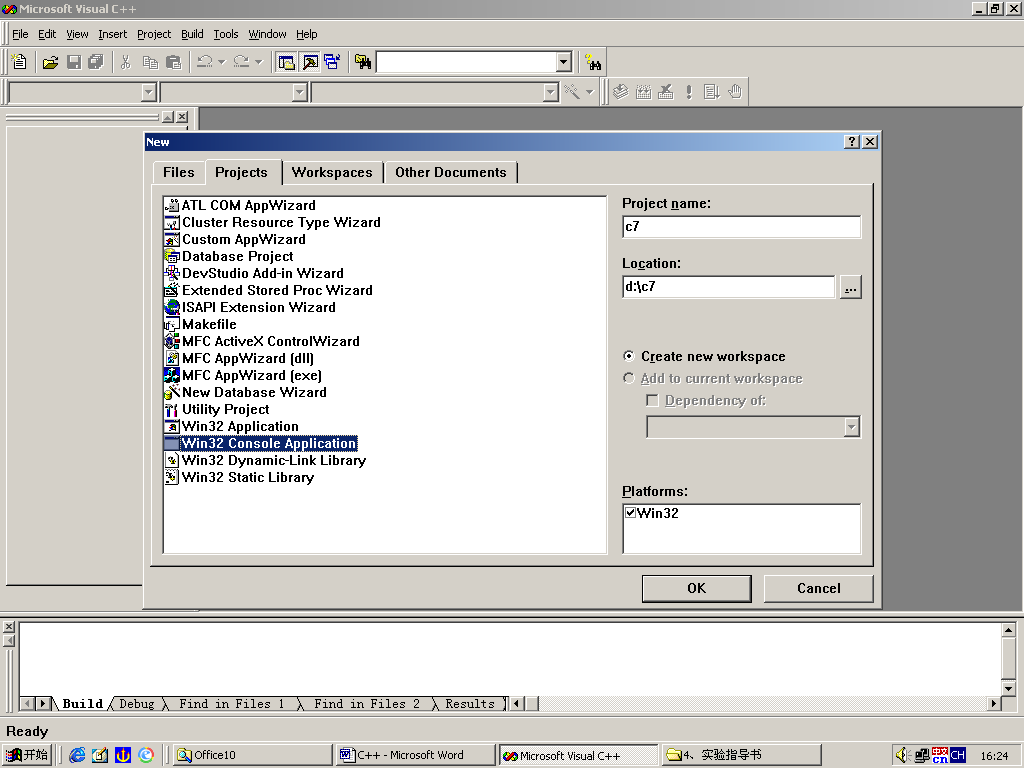 Microsoft Visual C++
File Edit View Insert Project Build Tools Window Help
New
Files Projects Workspaces Other Documents
ATL COM AppWizard
Cluster Resource Type Wizard
Custom AppWizard
Database Project
DevStudio Add-in Wizard
Extended Stored Proc Wizard
ISAPI Extension Wizard
Makefile
MFC ActiveX ControlWizard
MFC AppWizard (dll)
MFC AppWizard (exe)
New Database Wizard
Utility Project
Win32 Application
Win32 Console Application
Win32 Dynamic-Link Library
Win32 Static Library
Project name:
c7
Location:
d:\c7
...
Create new workspace
Add to current workspace
Dependency of:
Platforms:
Win32
OK Cancel
Build Debug Find in Files 1 Find in Files 2 Results
Ready
开始 Office10 C++ - Microsoft Word Microsoft Visual C++ 4、实验指导书 CH 16:24